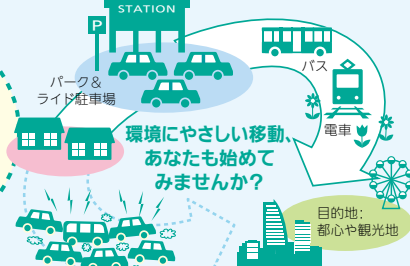 STATION
P
バス
パーク＆
ライド駐車場
電車
環境にやさしい移動、
あなたも始めて
みませんか？
目的地：
都心や観光地